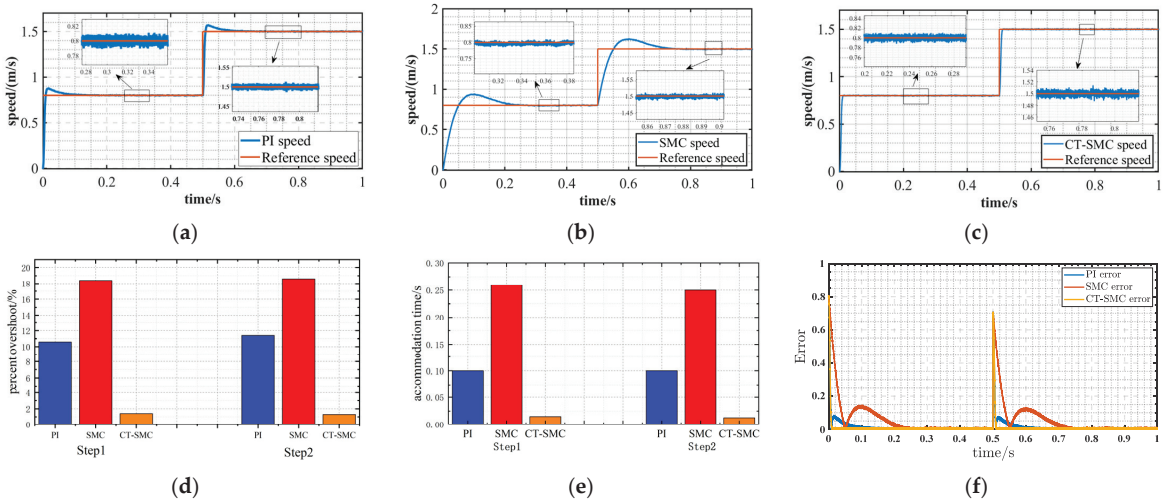 speed/(m/s)
1.5
1
0.5
0
0 0.2 0.4 0.6 0.8 1
time/s
0.85
0.8
0.75
0.28 0.3 0.32 0.34
1.55
1.5
1.45
0.74 0.76 0.78 0.8
PI speed
Reference speed
(a)
speed/(m/s)
2
1.5
1
0.5
0
0 0.2 0.4 0.6 0.8 1
time/s
0.85
0.8
0.75
0.32 0.34 0.36 0.38
1.55
1.5
1.45
0.86 0.87 0.88 0.89 0.9
SMC speed
Reference speed
(b)
speed/(m/s)
1.5
1
0.5
0
0 0.2 0.4 0.6 0.8 1
time/s
0.84
0.82
0.8
0.78
0.76
0.2 0.22 0.24 0.26 0.28
1.54
1.52
1.5
1.48
1.46
0.76 0.78 0.8
CT-SMC speed
Reference speed
(c)
percent overshoot/%
20
18
16
14
12
10
8
6
4
2
0
PI SMC CT-SMC PI SMC CT-SMC
Step1 Step2
(d)
accommodation time/s
0.30
0.25
0.20
0.15
0.10
0.05
0.00
PI SMC CT-SMC PI SMC CT-SMC
Step1 Step2
(e)
Error
1
0.8
0.6
0.4
0.2
0
0 0.1 0.2 0.3 0.4 0.5 0.6 0.7 0.8 0.9 1
time/s
PI error
SMC error
CT-SMC error
(f)